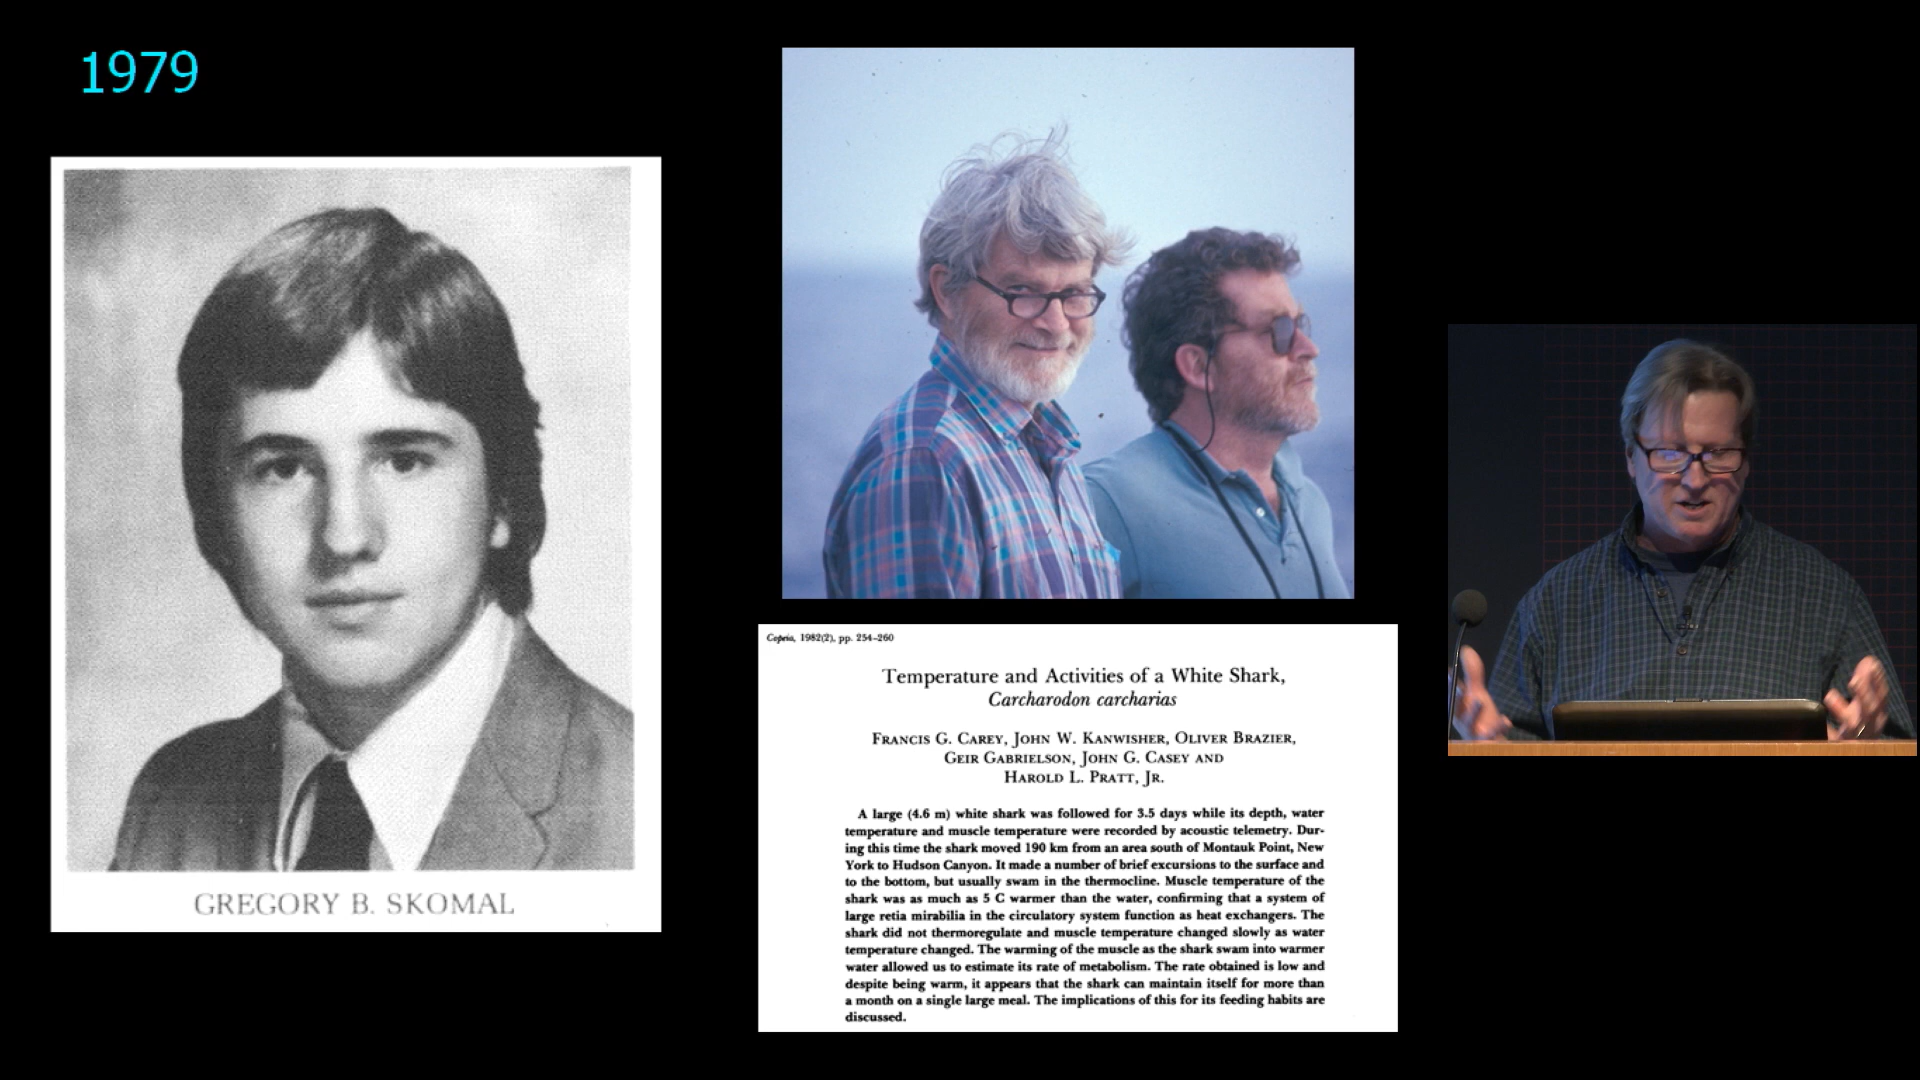 1979
GREGORY B. SKOMAL
Copeia, 1982(2), pp. 254–260
Temperature and Activities of a White Shark,
Carcharodon carcharias
FRANCIS G. CAREY, JOHN W. KANWISHER, OLIVER BRAZIER,
GEIR GABRIELSON, JOHN G. CASEY AND
HAROLD L. PRATT, JR.
A large (4.6 m) white shark was followed for 3.5 days while its depth, water
temperature and muscle temperature were recorded by acoustic telemetry. Dur-
ing this time the shark moved 190 km from an area south of Montauk Point, New
York to Hudson Canyon. It made a number of brief excursions to the surface and
to the bottom, but usually swam in the thermocline. Muscle temperature of the
shark was as much as 5 C warmer than the water, confirming that a system of
large retia mirabilia in the circulatory system function as heat exchangers. The
shark did not thermoregulate and muscle temperature changed slowly as water
temperature changed. The warming of the muscle as the shark swam into warmer
water allowed us to estimate its rate of metabolism. The rate obtained is low and
despite being warm, it appears that the shark can maintain itself for more than
a month on a single large meal. The implications of this for its feeding habits are
discussed.